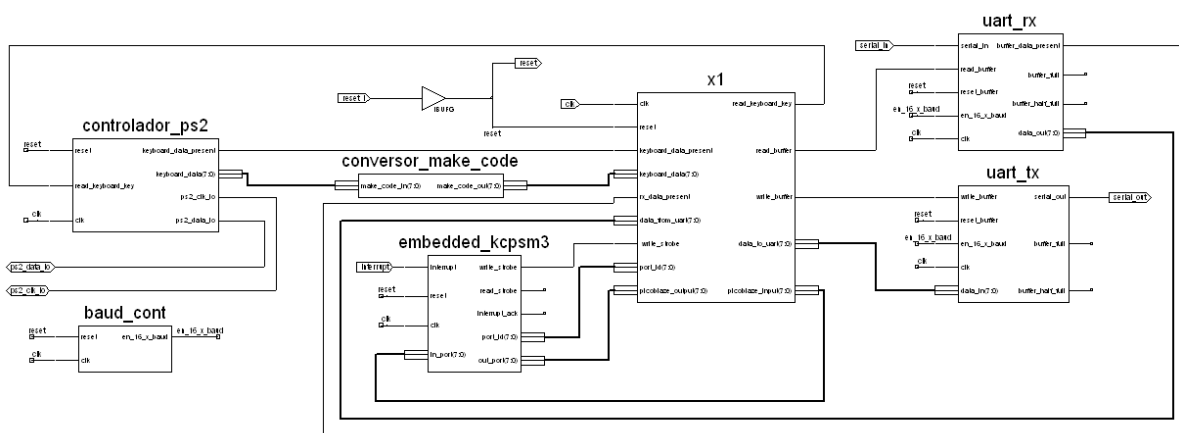 uart_rx
serial_in
serial_in
buffer_data_present
read_buffer
buffer_full
reset
reset_buffer
buffer_half_full
en_16_x_baud
en_16_x_baud
clk
clk
data_out(7:0)
reset
reset_i
IBUFG
reset
x1
clk
clk
read_keyboard_key
reset
keyboard_data_present
read_buffer
keyboard_data(7:0)
rx_data_present
write_buffer
data_from_uart(7:0)
write_strobe
data_to_uart(7:0)
port_id(7:0)
picoblaze_output(7:0)
picoblaze_input(7:0)
controlador_ps2
reset
reset
keyboard_data_present
keyboard_data(7:0)
read_keyboard_key
ps2_clk_io
clk
clk
ps2_data_io
ps2_data_io
ps2_clk_io
conversor_make_code
make_code_in(7:0)
make_code_out(7:0)
embedded_kcpsm3
interrupt
interrupt
write_strobe
read_strobe
reset
reset
interrupt_ack
clk
clk
port_id(7:0)
in_port(7:0)
out_port(7:0)
uart_tx
write_buffer
serial_out
serial_out
reset
reset_buffer
en_16_x_baud
en_16_x_baud
buffer_full
clk
clk
data_in(7:0)
buffer_half_full
baud_cont
reset
reset
en_16_x_baud
en_16_x_baud
clk
clk